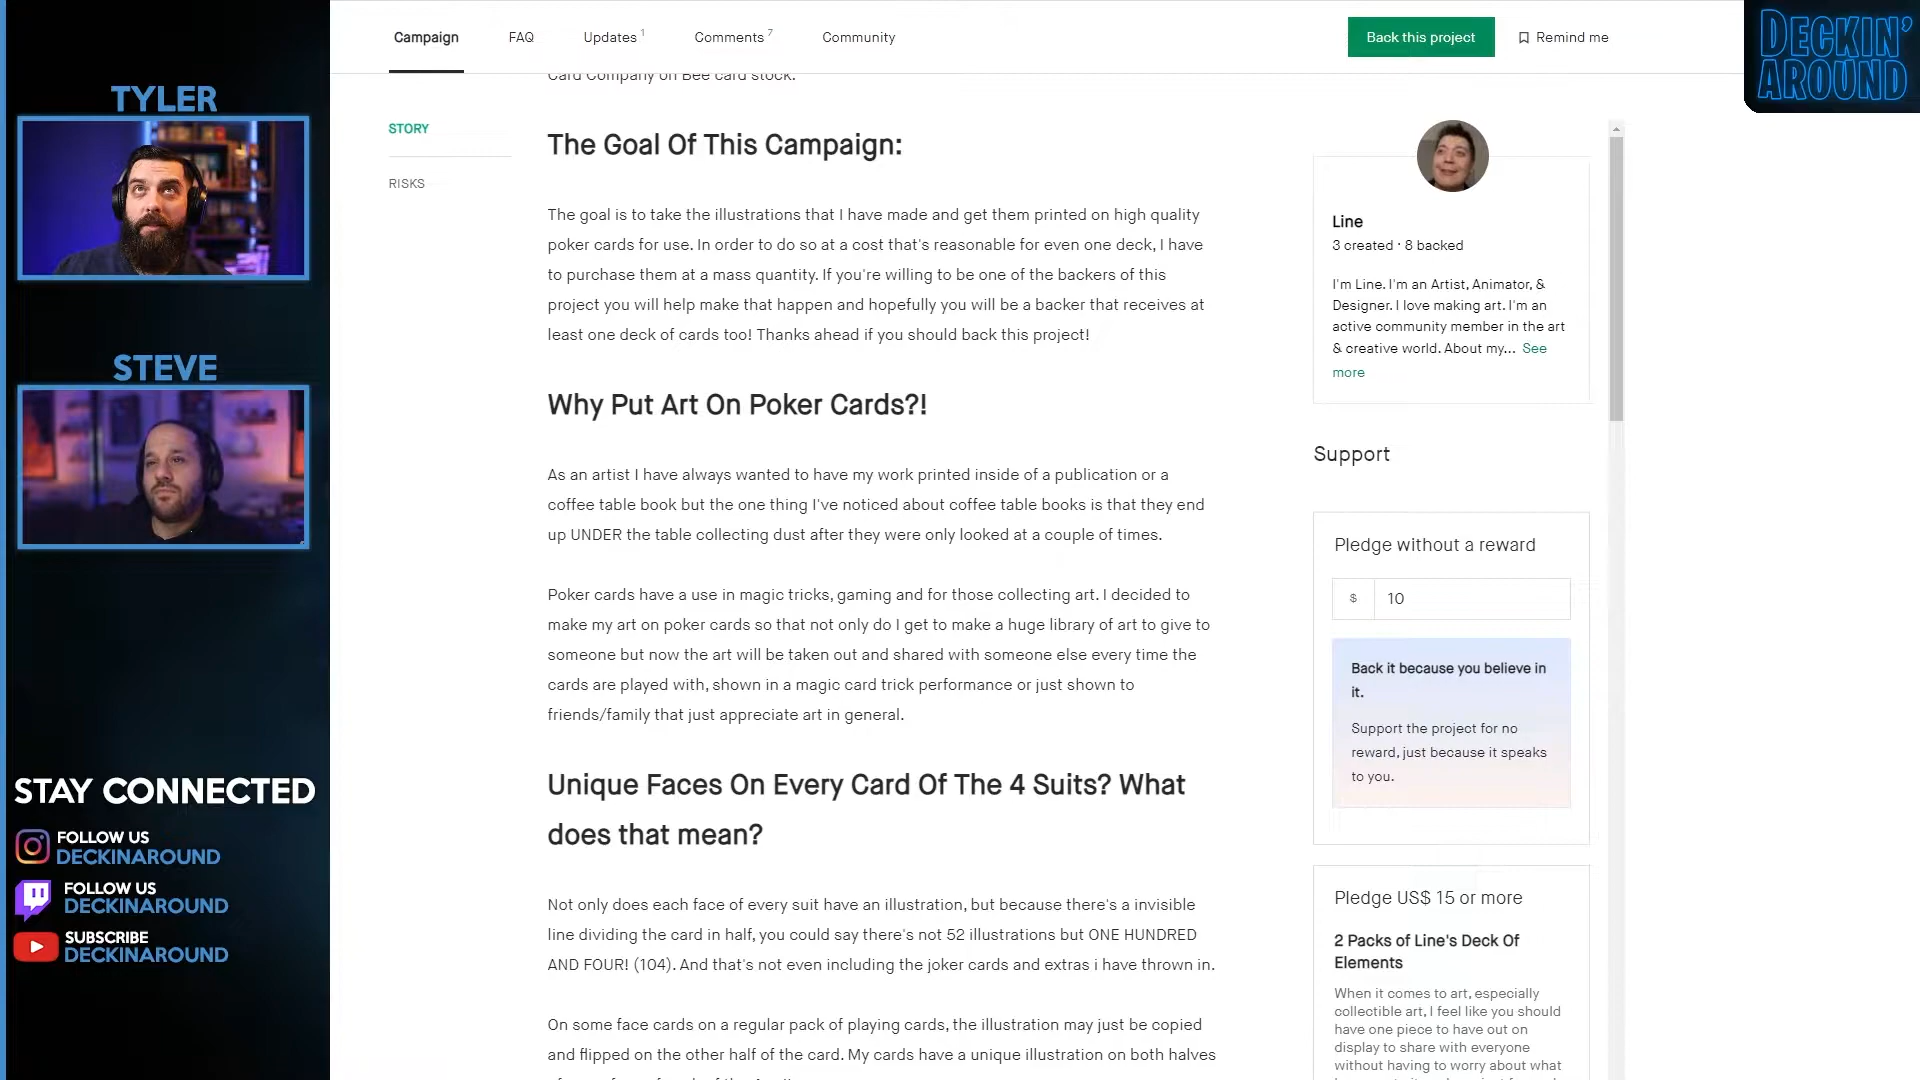 TYLER
STEVE
STAY CONNECTED
FOLLOW US
DECKINAROUND
FOLLOW US
DECKINAROUND
SUBSCRIBE
DECKINAROUND
Campaign
FAQ
Updates 1
Comments 7
Community
Back this project
Remind me
DECKIN'
AROUND
STORY
RISKS
Card Company on Bee card stock.
The Goal Of This Campaign:
The goal is to take the illustrations that I have made and get them printed on high quality
poker cards for use. In order to do so at a cost that's reasonable for even one deck, I have
to purchase them at a mass quantity. If you're willing to be one of the backers of this
project you will help make that happen and hopefully you will be a backer that receives at
least one deck of cards too! Thanks ahead if you should back this project!
Why Put Art On Poker Cards?!
As an artist I have always wanted to have my work printed inside of a publication or a
coffee table book but the one thing I've noticed about coffee table books is that they end
up UNDER the table collecting dust after they were only looked at a couple of times.
Poker cards have a use in magic tricks, gaming and for those collecting art. I decided to
make my art on poker cards so that not only do I get to make a huge library of art to give to
someone but now the art will be taken out and shared with someone else every time the
cards are played with, shown in a magic card trick performance or just shown to
friends/family that just appreciate art in general.
Unique Faces On Every Card Of The 4 Suits? What
does that mean?
Not only does each face of every suit have an illustration, but because there's a invisible
line dividing the card in half, you could say there's not 52 illustrations but ONE HUNDRED
AND FOUR! (104). And that's not even including the joker cards and extras i have thrown in.
On some face cards on a regular pack of playing cards, the illustration may just be copied
and flipped on the other half of the card. My cards have a unique illustration on both halves
Line
3 created · 8 backed
I'm Line. I'm an Artist, Animator, &
Designer. I love making art. I'm an
active community member in the art
& creative world. About my... See
more
Support
Pledge without a reward
$ 10
Back it because you believe in
it.
Support the project for no
reward, just because it speaks
to you.
Pledge US$ 15 or more
2 Packs of Line's Deck Of
Elements
When it comes to art, especially
collectible art, I feel like you should
have one piece to have out on
display to share with everyone
without having to worry about what